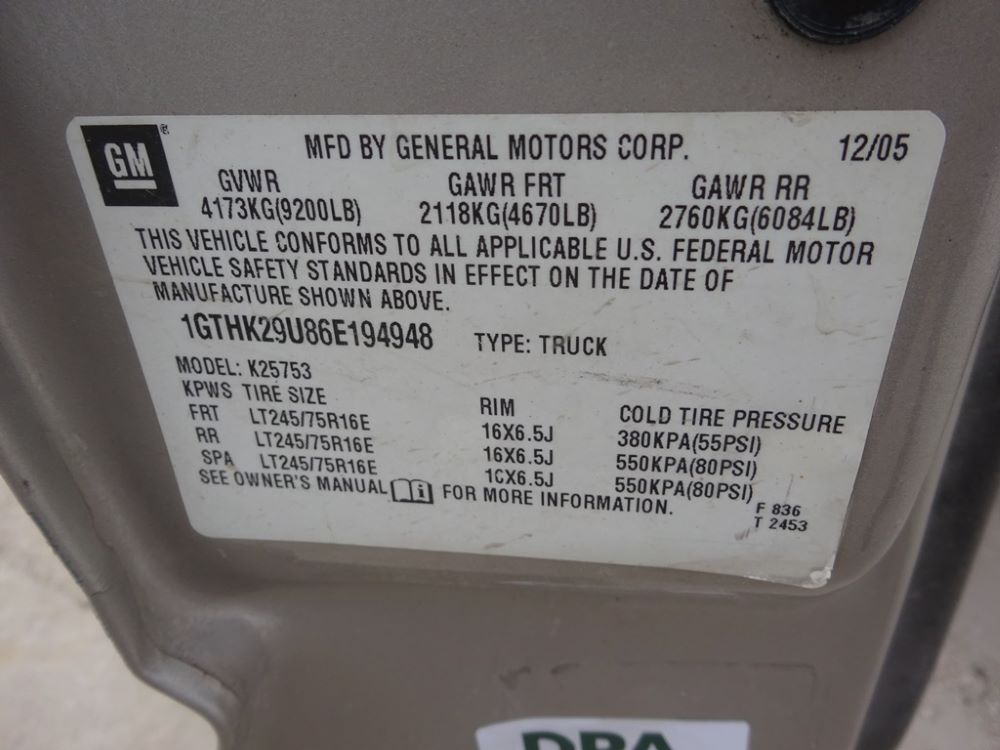 GM
MFD BY GENERAL MOTORS CORP. 12/05
GVWR GAWR FRT GAWR RR
4173KG(9200LB) 2118KG(4670LB) 2760KG(6084LB)
THIS VEHICLE CONFORMS TO ALL APPLICABLE U.S. FEDERAL MOTOR
VEHICLE SAFETY STANDARDS IN EFFECT ON THE DATE OF
MANUFACTURE SHOWN ABOVE.
1GTHK29U86E194948 TYPE: TRUCK
MODEL: K25753
KPWS TIRE SIZE RIM COLD TIRE PRESSURE
FRT LT245/75R16E 16X6.5J 380KPA(55PSI)
RR LT245/75R16E 16X6.5J 550KPA(80PSI)
SPA LT245/75R16E 1CX6.5J 550KPA(80PSI)
SEE OWNER'S MANUAL i FOR MORE INFORMATION.
F 836
T 2453
DRA